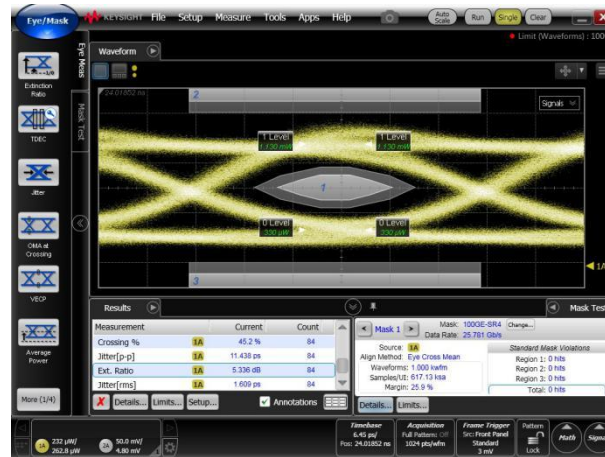 Eye/Mask
KEYSIGHT File Setup Measure Tools Apps Help
Auto Scale
Run
Single
Clear
Limit (Waveforms) : 100
Eye Meas
Mask Test
Waveform
24.01852 ns
Signals
2
1 Level
1.130 mW
1 Level
1.130 mW
1
0 Level
330 µW
0 Level
330 µW
3
1A
Extinction
Ratio
TDEC
Jitter
OMA at
Crossing
VECP
Average
Power
More (1/4)
Results
Measurement Current Count
Crossing % 1A 45.2 % 84
Jitter[p-p] 1A 11.438 ps 84
Ext. Ratio 1A 5.336 dB 84
Jitter[rms] 1A 1.609 ps 84
Details... Limits... Setup... Annotations
Mask Test
Mask 1
Mask: 100GE-SR4 Change...
Data Rate: 25.781 Gb/s
Source: 1A
Align Method: Eye Cross Mean
Waveforms: 1.000 kwfm
Samples/UI: 617.13 ksa
Margin: 25.9 %
Standard Mask Violations
Region 1: 0 hits
Region 2: 0 hits
Region 3: 0 hits
Total: 0 hits
Details... Limits...
1A 232 µW/
262.8 µW
2A 50.0 mV/
4.80 mV
Timebase
6.45 ps/
Pos: 24.01852 ns
Acquisition
Full Pattern: Off
1024 pts/wfm
Frame Trigger
Src: Front Panel
Standard
3 mV
Pattern
Lock
Math
Signa